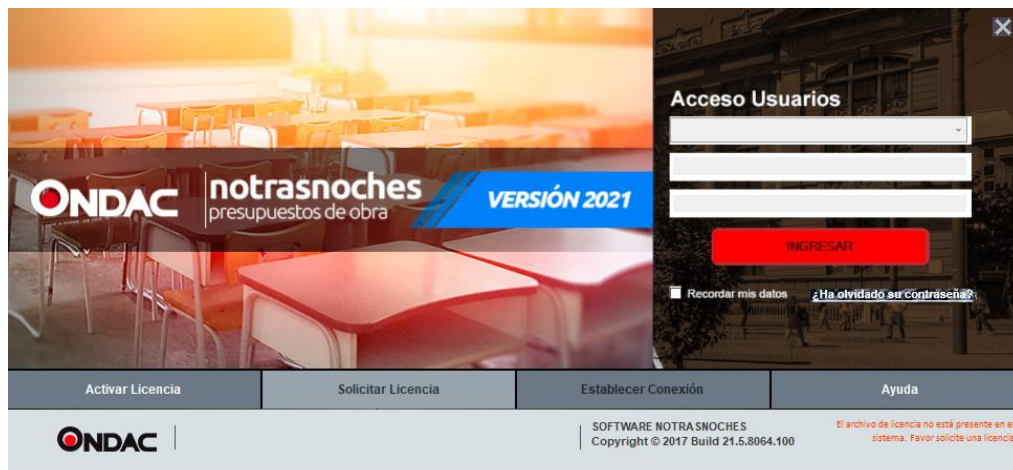 Acceso Usuarios
ONDAC
notrasnoches
presupuestos de obra
VERSIÓN 2021
INGRESAR
Recordar mis datos
¿Ha olvidado su contraseña?
Activar Licencia
Solicitar Licencia
Establecer Conexión
Ayuda
ONDAC
SOFTWARE NOTRASNOCHES
Copyright © 2017 Build 21.5.8064.100
El archivo de licencia no está presente en e
sistema. Favor solicite una licencia